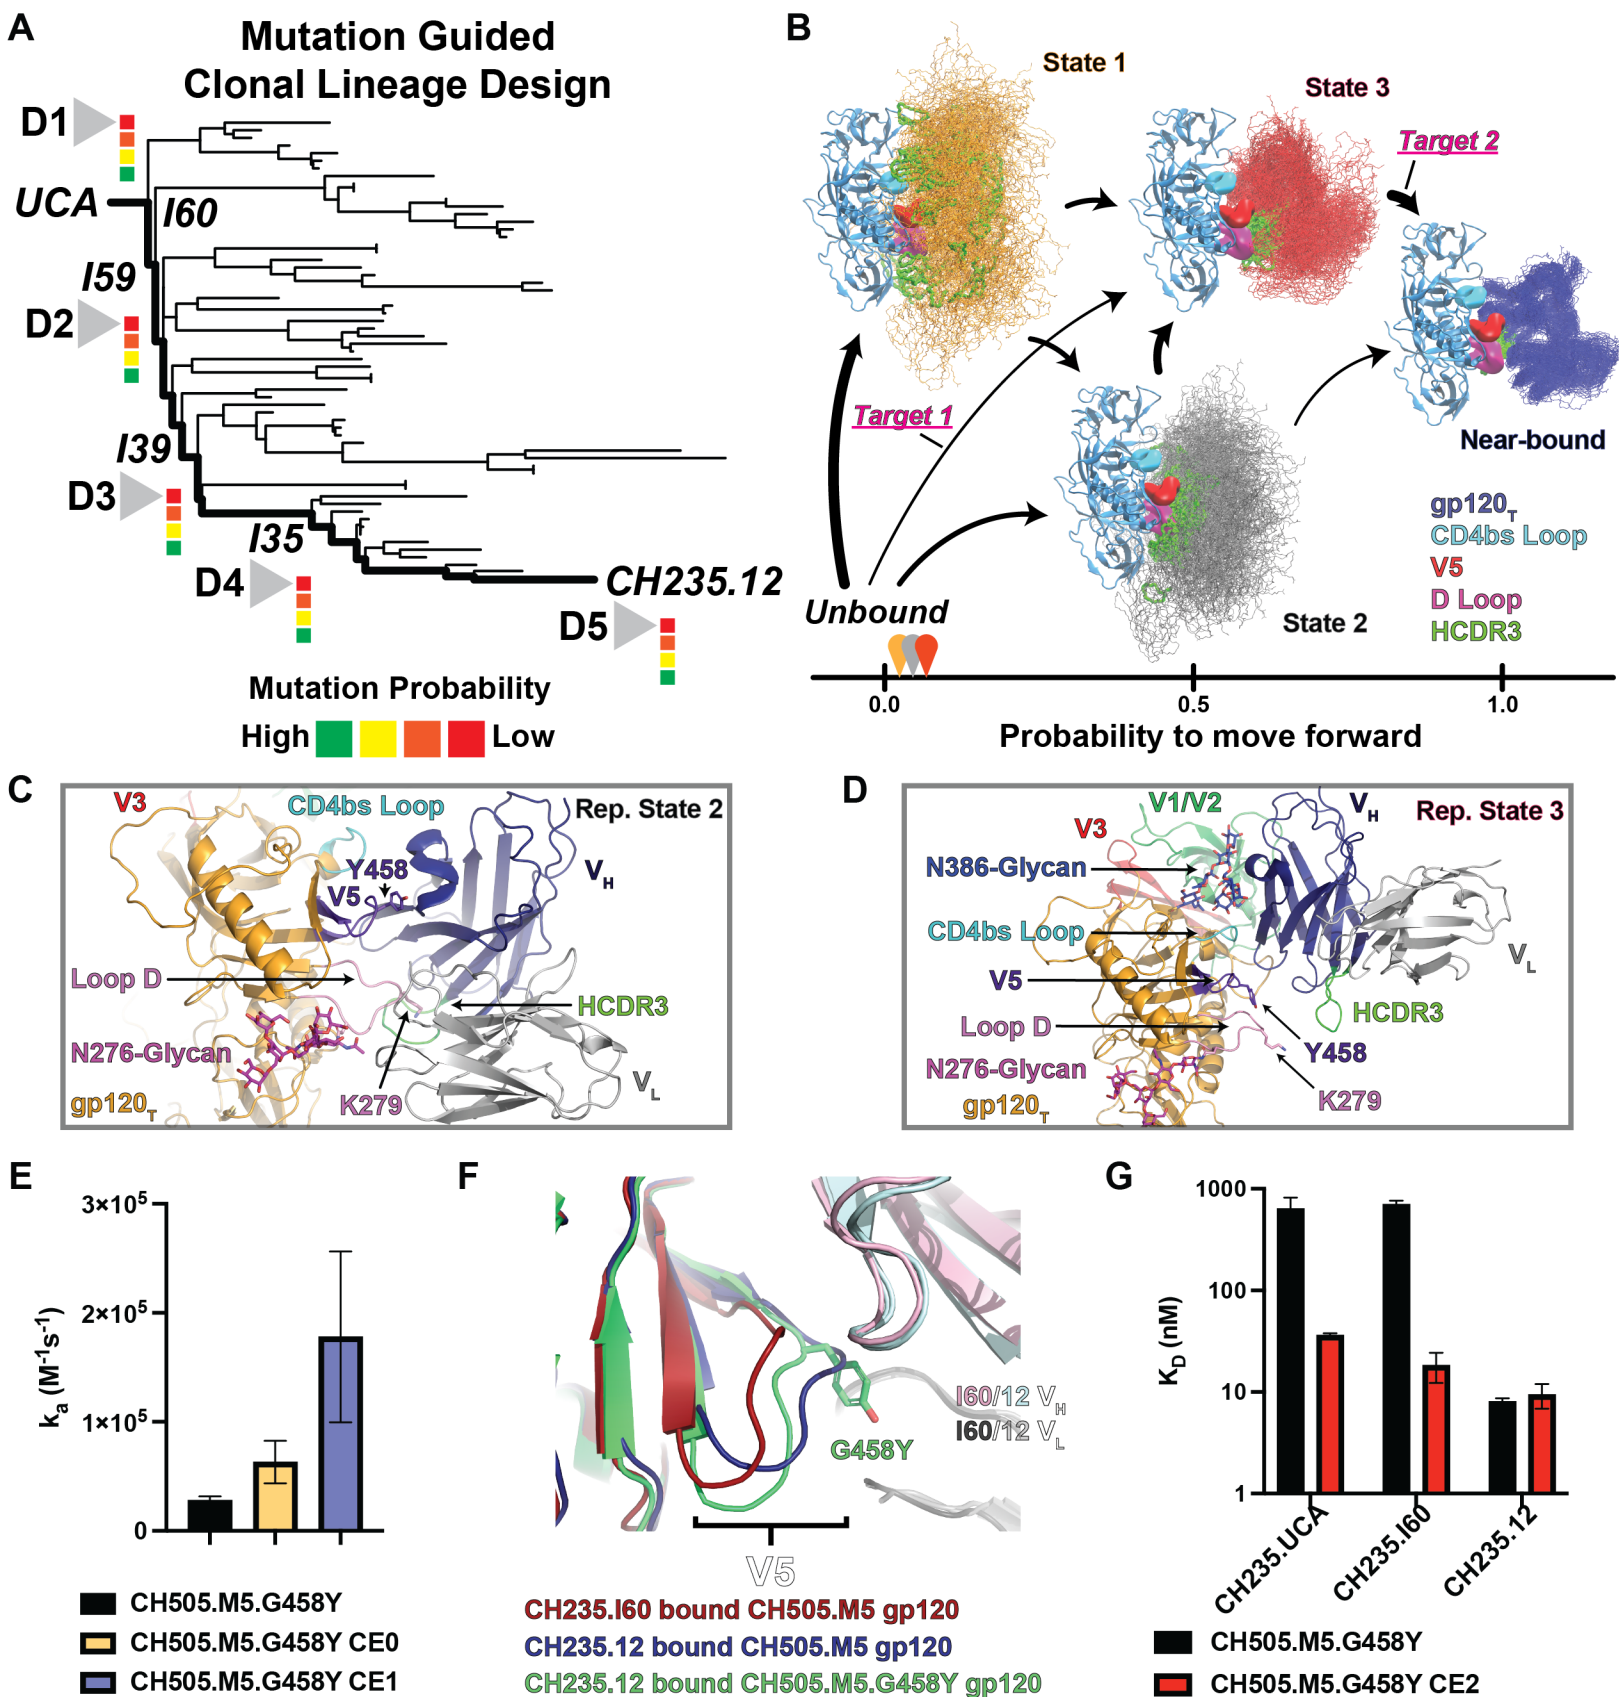 A
Mutation Guided
Clonal Lineage Design
D1
UCA
I60
I59
D2
I39
D3
I35
D4
CH235.12
D5
Mutation Probability
High
Low
B
State 1
State 3
Target 2
Target 1
Near-bound
gp120T
CD4bs Loop
V5
D Loop
HCDR3
Unbound
State 2
0.0
0.5
1.0
Probability to move forward
C
V3
CD4bs Loop
Rep. State 2
Y458
V5
VH
Loop D
HCDR3
N276-Glycan
K279
VL
gp120T
D
V1/V2
VH
Rep. State 3
V3
N386-Glycan
CD4bs Loop
VL
V5
HCDR3
Loop D
Y458
N276-Glycan
K279
gp120T
E
3×10⁵
2×10⁵
1×10⁵
0
ka (M⁻¹s⁻¹)
CH505.M5.G458Y
CH505.M5.G458Y CE0
CH505.M5.G458Y CE1
F
I60/12 VH
I60/12 VL
G458Y
V5
CH235.I60 bound CH505.M5 gp120
CH235.12 bound CH505.M5 gp120
CH235.12 bound CH505.M5.G458Y gp120
G
1000
100
10
1
KD (nM)
CH235.UCA
CH235.I60
CH235.12
CH505.M5.G458Y
CH505.M5.G458Y CE2